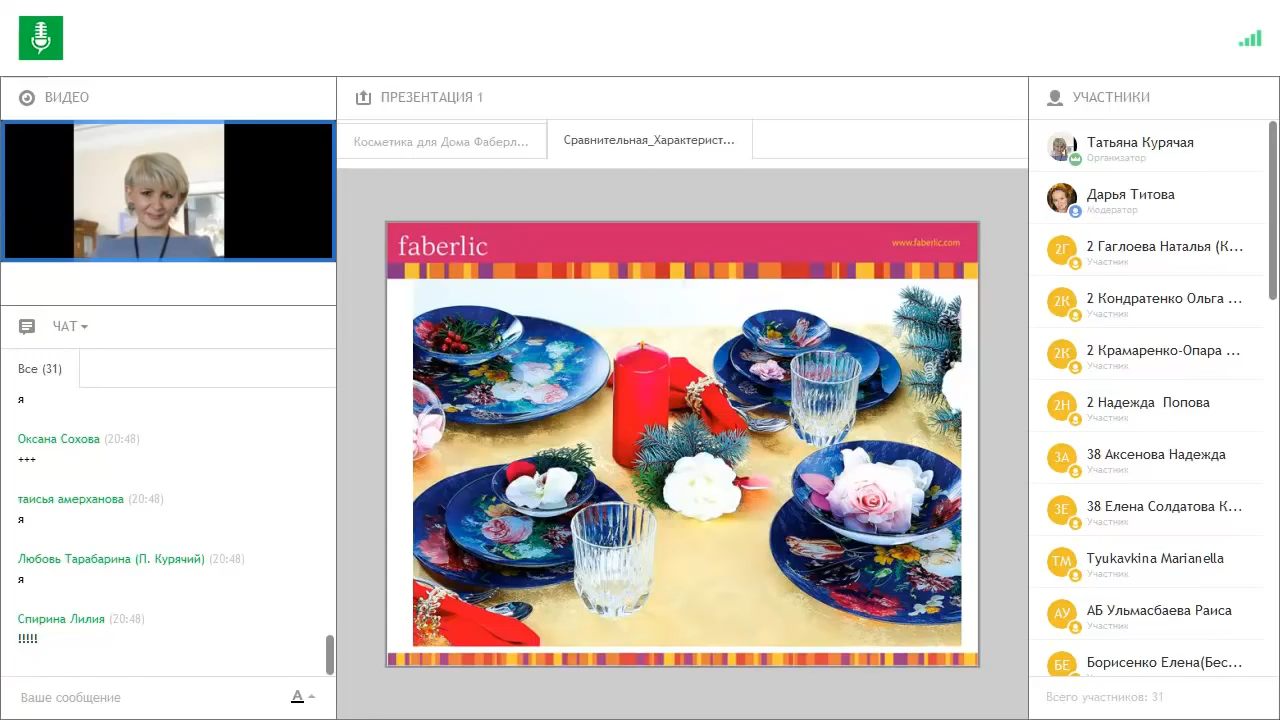 ВИДЕО
ПРЕЗЕНТАЦИЯ 1
УЧАСТНИКИ
Косметика для Дома Фаберл...
Сравнительная_Характерист...
faberlic
www.faberlic.com
ЧАТ
Все (31)
я
Оксана Сохова (20:48)
+++
таисья амерханова (20:48)
я
Любовь Тарабарина (П. Курячий) (20:48)
я
Спирина Лилия (20:48)
!!!!!
Ваше сообщение
А
Татьяна Курячая
Организатор
Дарья Титова
Модератор
2Г
2 Гаглоева Наталья (К...
Участник
2К
2 Кондратенко Ольга ...
Участник
2К
2 Крамаренко-Опара ...
Участник
2Н
2 Надежда Попова
Участник
3А
38 Аксенова Надежда
Участник
3Е
38 Елена Солдатова К...
Участник
ТМ
Tyukavkina Marianella
Участник
АУ
АБ Ульмасбаева Раиса
Участник
БЕ
Борисенко Елена(Бес...
Всего участников: 31